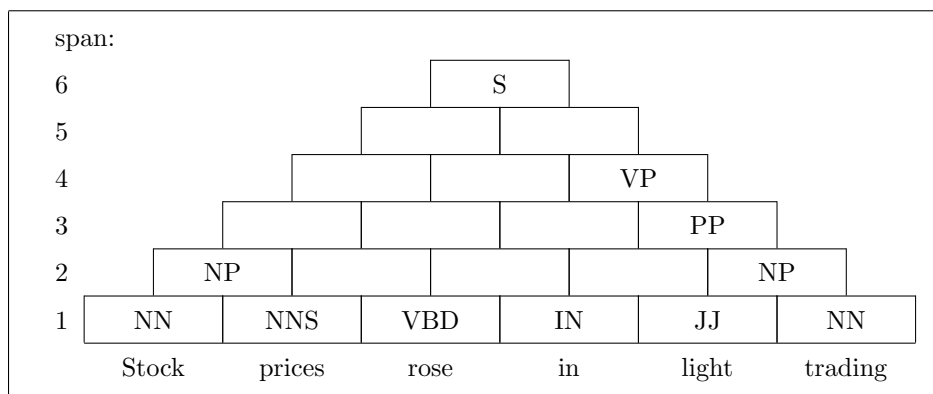 span:
6 S
5
4 VP
3 PP
2 NP NP
1 NN NNS VBD IN JJ NN
Stock prices rose in light trading